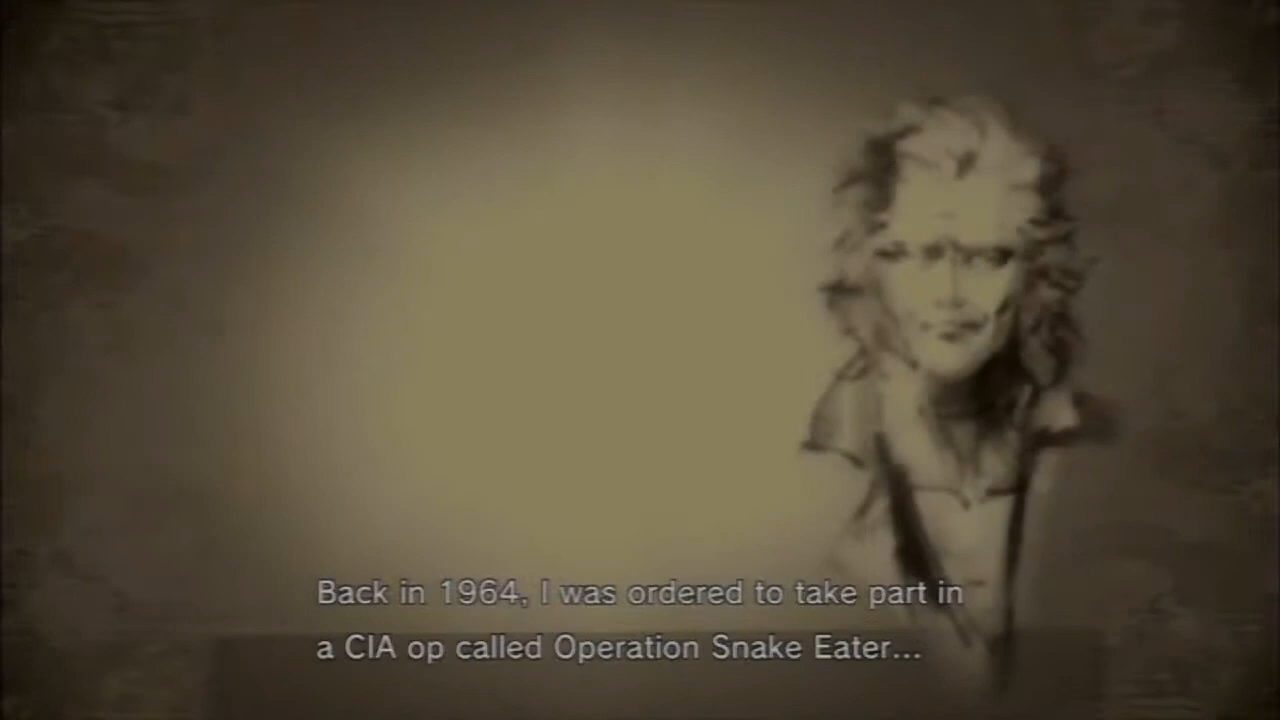 Back in 1964, I was ordered to take part in
a CIA op called Operation Snake Eater...